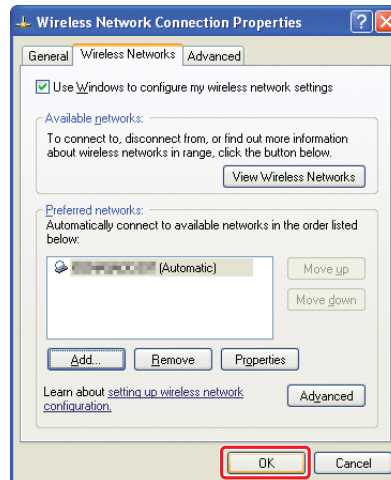 Wireless Network Connection Properties
General Wireless Networks Advanced
Use Windows to configure my wireless network settings
Available networks:
To connect to, disconnect from, or find out more information
about wireless networks in range, click the button below.
View Wireless Networks
Preferred networks:
Automatically connect to available networks in the order listed
below:
(Automatic)
Move up
Move down
Add... Remove Properties
Learn about setting up wireless network
configuration.
Advanced
OK Cancel